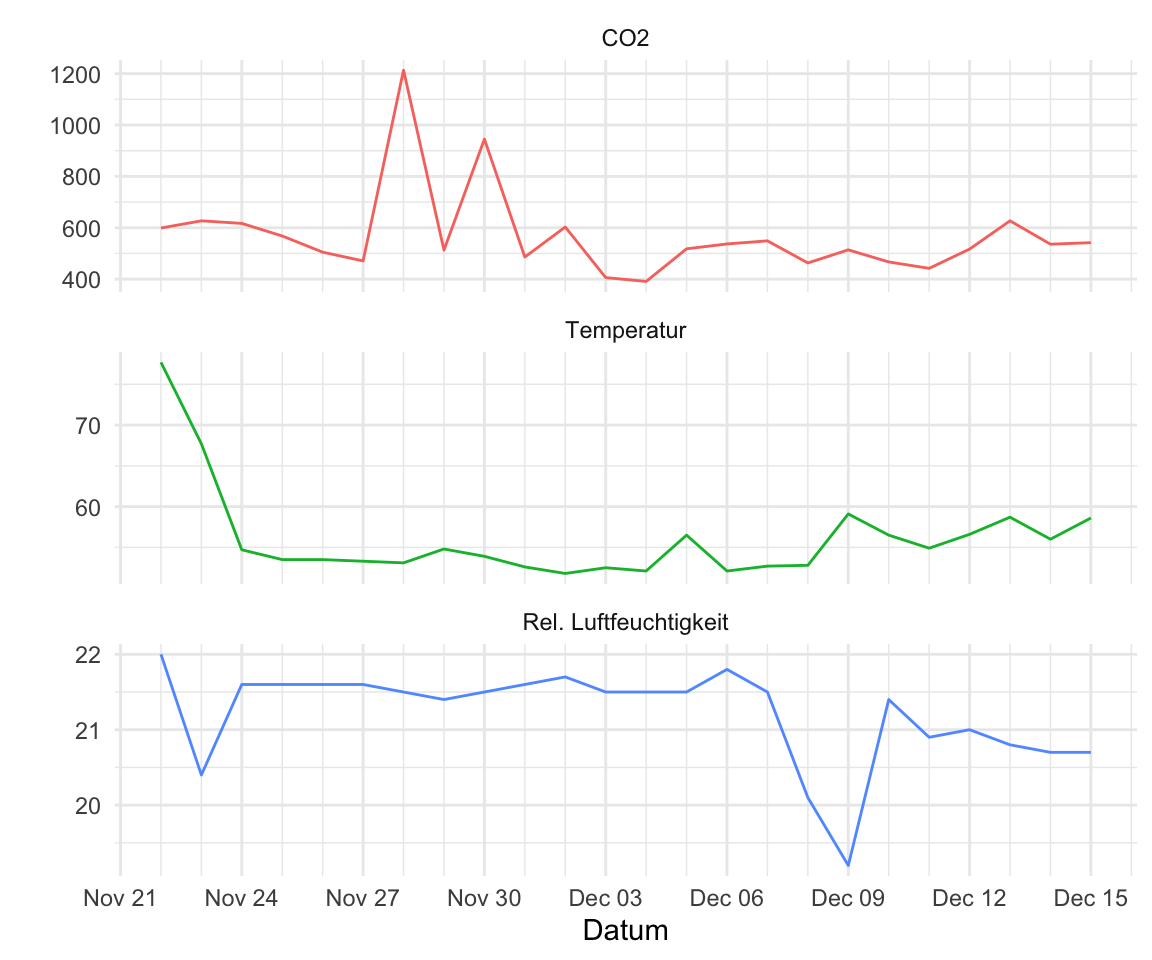 CO2
1200
1000
800
600
400
Temperatur
70
60
Rel. Luftfeuchtigkeit
22
21
20
Nov 21 Nov 24 Nov 27 Nov 30 Dec 03 Dec 06 Dec 09 Dec 12 Dec 15
Datum